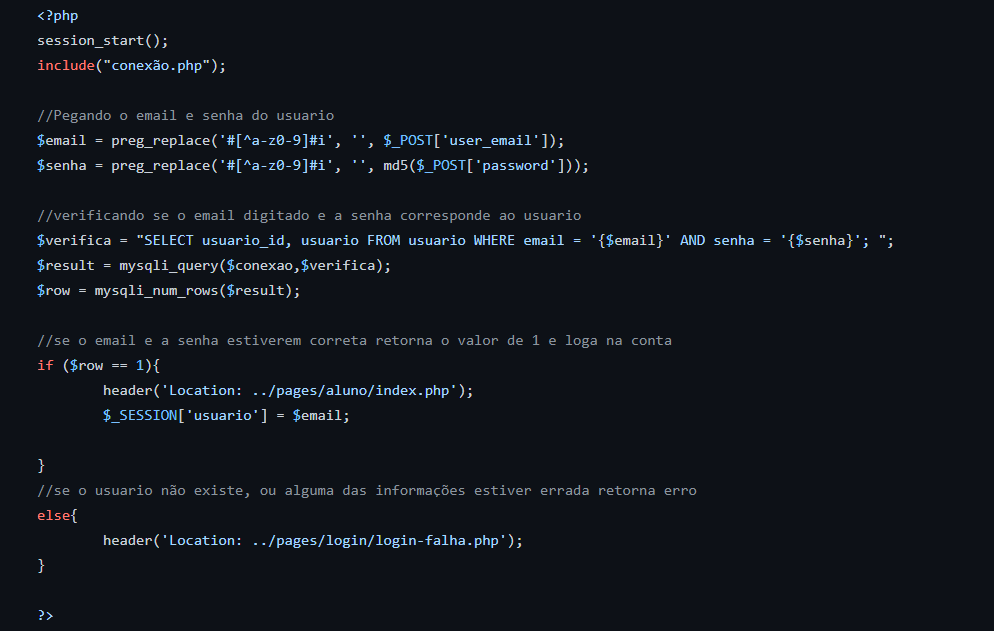 <?php
session_start();
include("conexão.php");
//Pegando o email e senha do usuario
$email = preg_replace('#[^a-z0-9]#i', '', $_POST['user_email']);
$senha = preg_replace('#[^a-z0-9]#i', '', md5($_POST['password']));
//verificando se o email digitado e a senha corresponde ao usuario
$verifica = "SELECT usuario_id, usuario FROM usuario WHERE email = '{$email}' AND senha = '{$senha}'; ";
$result = mysqli_query($conexao,$verifica);
$row = mysqli_num_rows($result);
//se o email e a senha estiverem correta retorna o valor de 1 e loga na conta
if ($row == 1){
header('Location: ../pages/aluno/index.php');
$_SESSION['usuario'] = $email;
}
//se o usuario não existe, ou alguma das informações estiver errada retorna erro
else{
header('Location: ../pages/login/login-falha.php');
}
?>